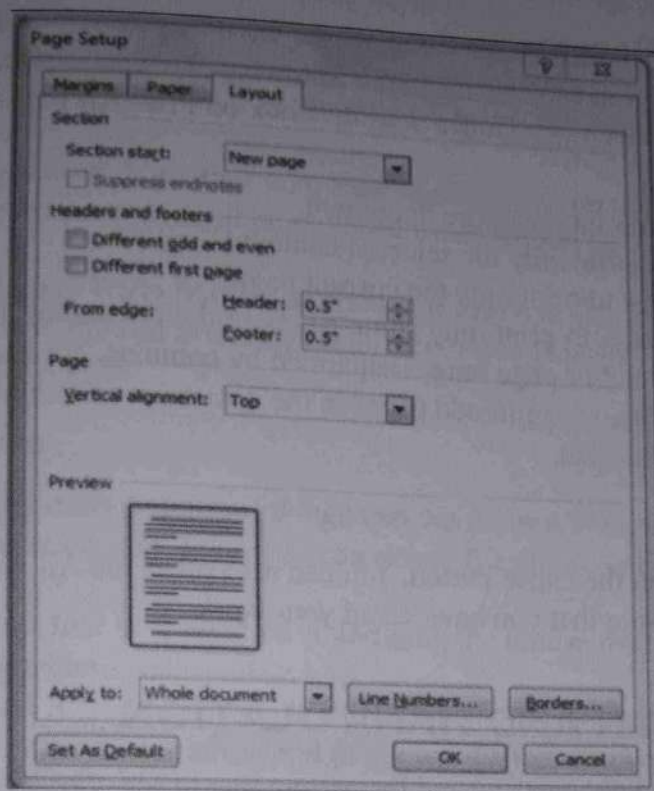 Page Setup
Margins Paper Layout
Section
Section start: New page
Suppress endnotes
Headers and footers
Different odd and even
Different first page
From edge: Header: 0.5"
Footer: 0.5"
Page
Vertical alignment: Top
Preview
Apply to: Whole document Line Numbers... Borders...
Set As Default OK Cancel